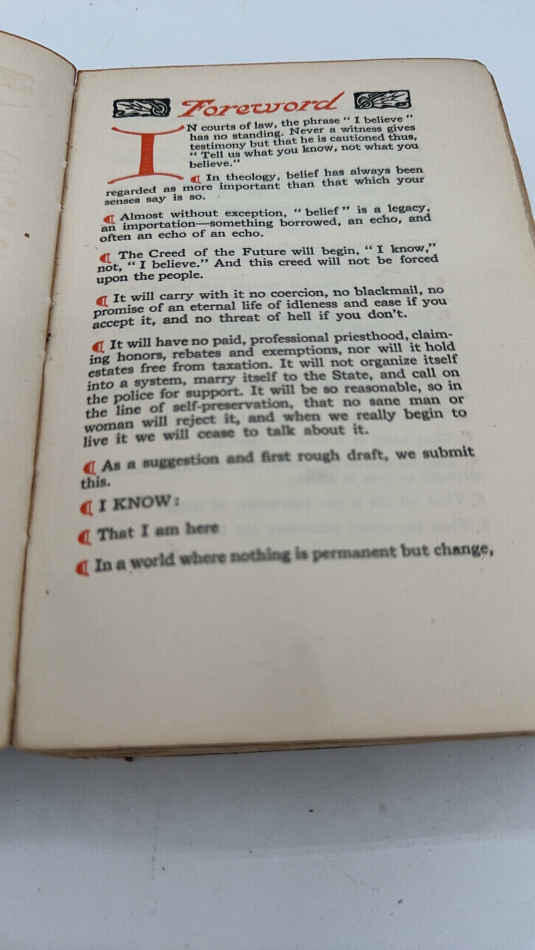 Foreword
IN courts of law, the phrase "I believe"
has no standing. Never a witness gives
testimony but that he is cautioned thus,
"Tell us what you know, not what you
believe."
¶ In theology, belief has always been
regarded as more important than that which your
senses say is so.
¶ Almost without exception, "belief" is a legacy,
an importation—something borrowed, an echo, and
often an echo of an echo.
¶ The Creed of the Future will begin, "I know,"
not, "I believe." And this creed will not be forced
upon the people.
¶ It will carry with it no coercion, no blackmail, no
promise of an eternal life of idleness and ease if you
accept it, and no threat of hell if you don't.
¶ It will have no paid, professional priesthood, claim-
ing honors, rebates and exemptions, nor will it hold
estates free from taxation. It will not organize itself
into a system, marry itself to the State, and call on
the police for support. It will be so reasonable, so in
the line of self-preservation, that no sane man or
woman will reject it, and when we really begin to
live it we will cease to talk about it.
¶ As a suggestion and first rough draft, we submit
this.
¶ I KNOW:
¶ That I am here
¶ In a world where nothing is permanent but change,